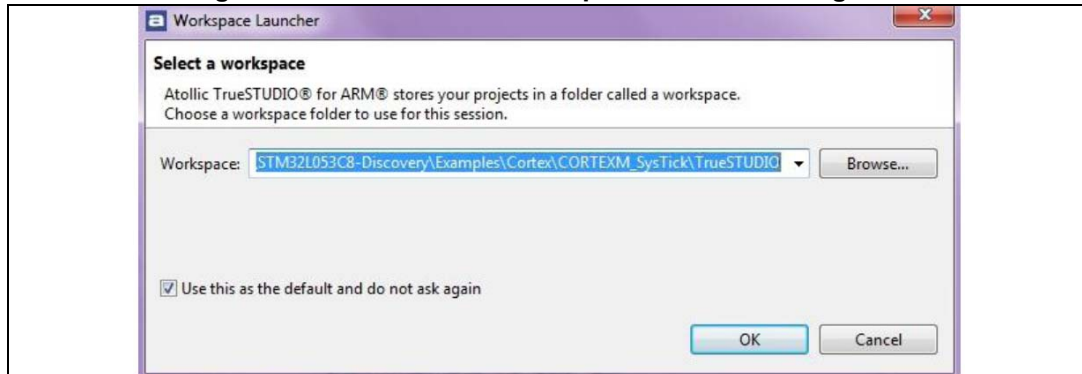 Workspace Launcher
Select a workspace
Atollic TrueSTUDIO® for ARM® stores your projects in a folder called a workspace.
Choose a workspace folder to use for this session.
Workspace: STM32L053C8-Discovery\Examples\Cortex\CORTEXM_SysTick\TrueSTUDIO Browse...
Use this as the default and do not ask again
OK Cancel